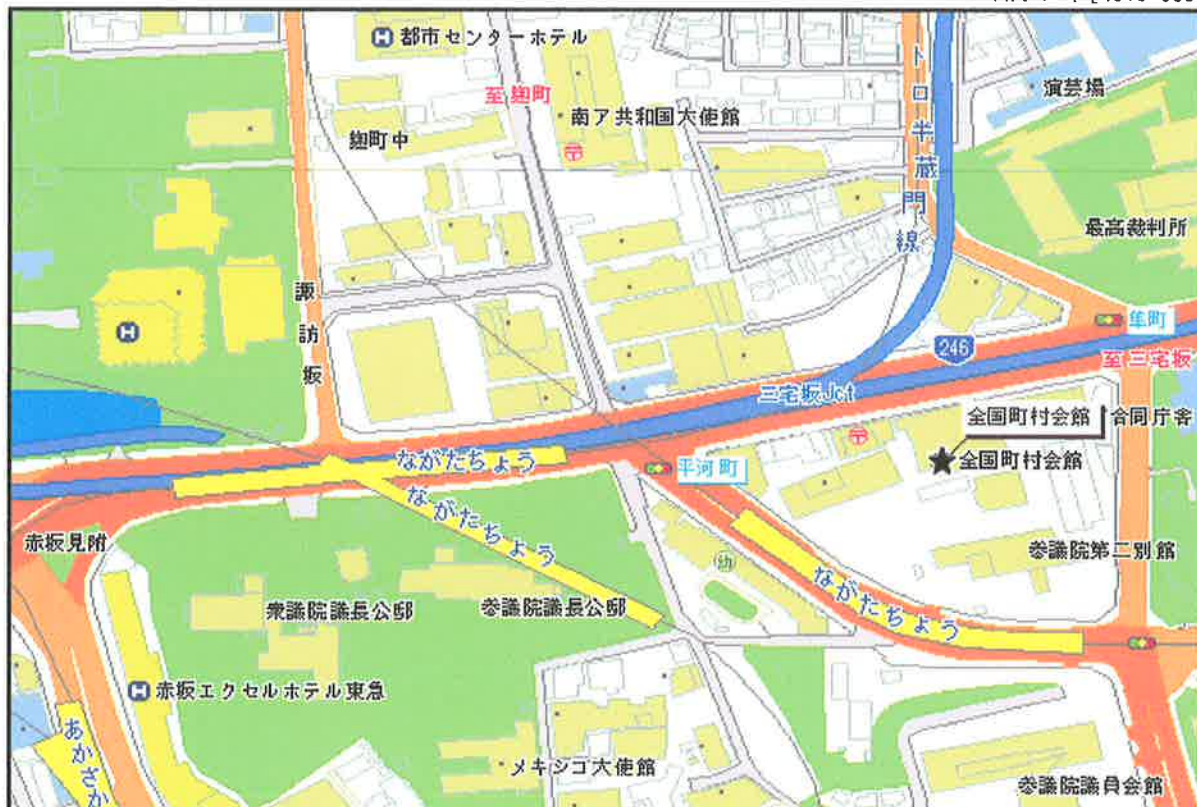 都市センターホテル
至麹町
南ア共和国大使館
麹町中
トロ半蔵門線
演芸場
最高裁判所
諏訪坂
隼町
246
至三宅坂
三宅坂Jct
全国町村会館
合同庁舎
全国町村会館
平河町
ながたちょう
ながたちょう
ながたちょう
赤坂見附
幼
参議院第二別館
衆議院議長公邸
参議院議長公邸
H
H
H
赤坂エクセルホテル東急
あかさか
メキシコ大使館
参議院議員会館